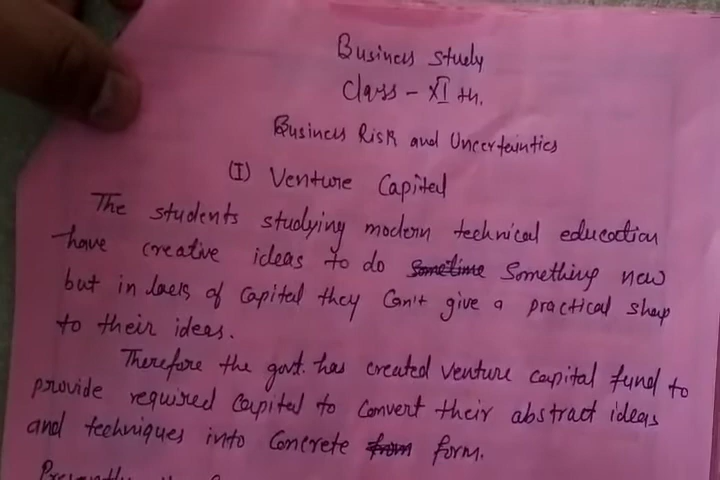 Business Study
Class - XI th.
Business Risk and Uncertainties
(I) Venture Capital
The students studying modern technical education
have creative ideas to do sometime Something new
but in lack of Capital they Can't give a practical shap
to their ideas.
Therefore the govt. has created venture capital fund to
provide required capital to convert their abstract ideas
and techniques into Concrete from form.
Presently the